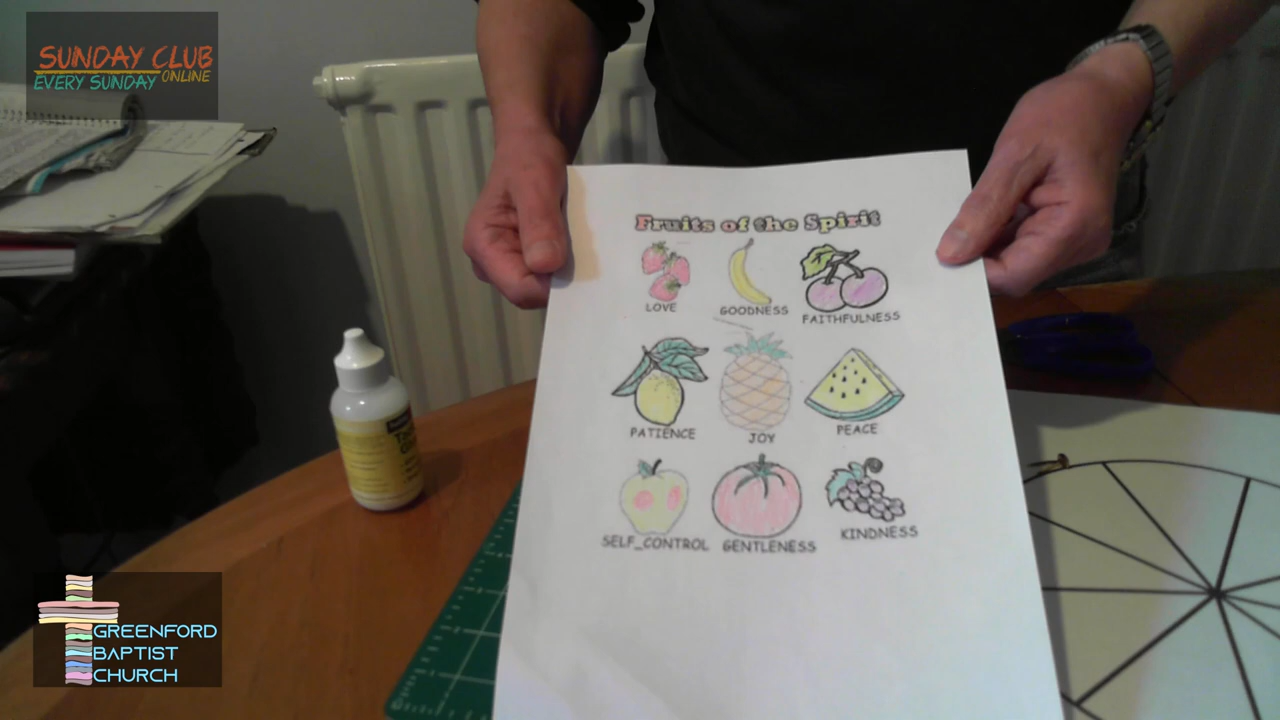 SUNDAY CLUB
EVERY SUNDAY ONLINE
Fruits of the Spirit
LOVE GOODNESS FAITHFULNESS
PATIENCE JOY PEACE
SELF_CONTROL GENTLENESS KINDNESS
GREENFORD
BAPTIST
CHURCH